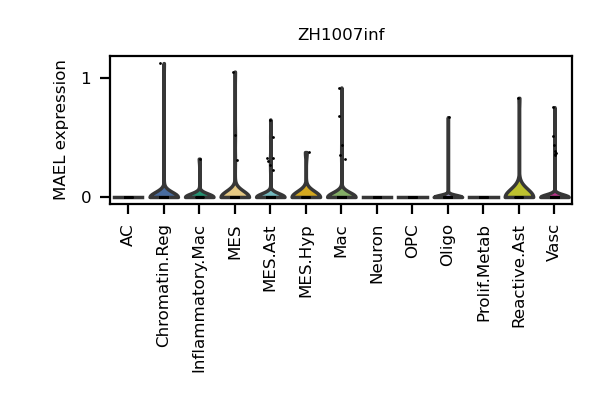 ZH1007inf
MAEL expression
1
0
AC
Chromatin.Reg
Inflammatory.Mac
MES
MES.Ast
MES.Hyp
Mac
Neuron
OPC
Oligo
Prolif.Metab
Reactive.Ast
Vasc